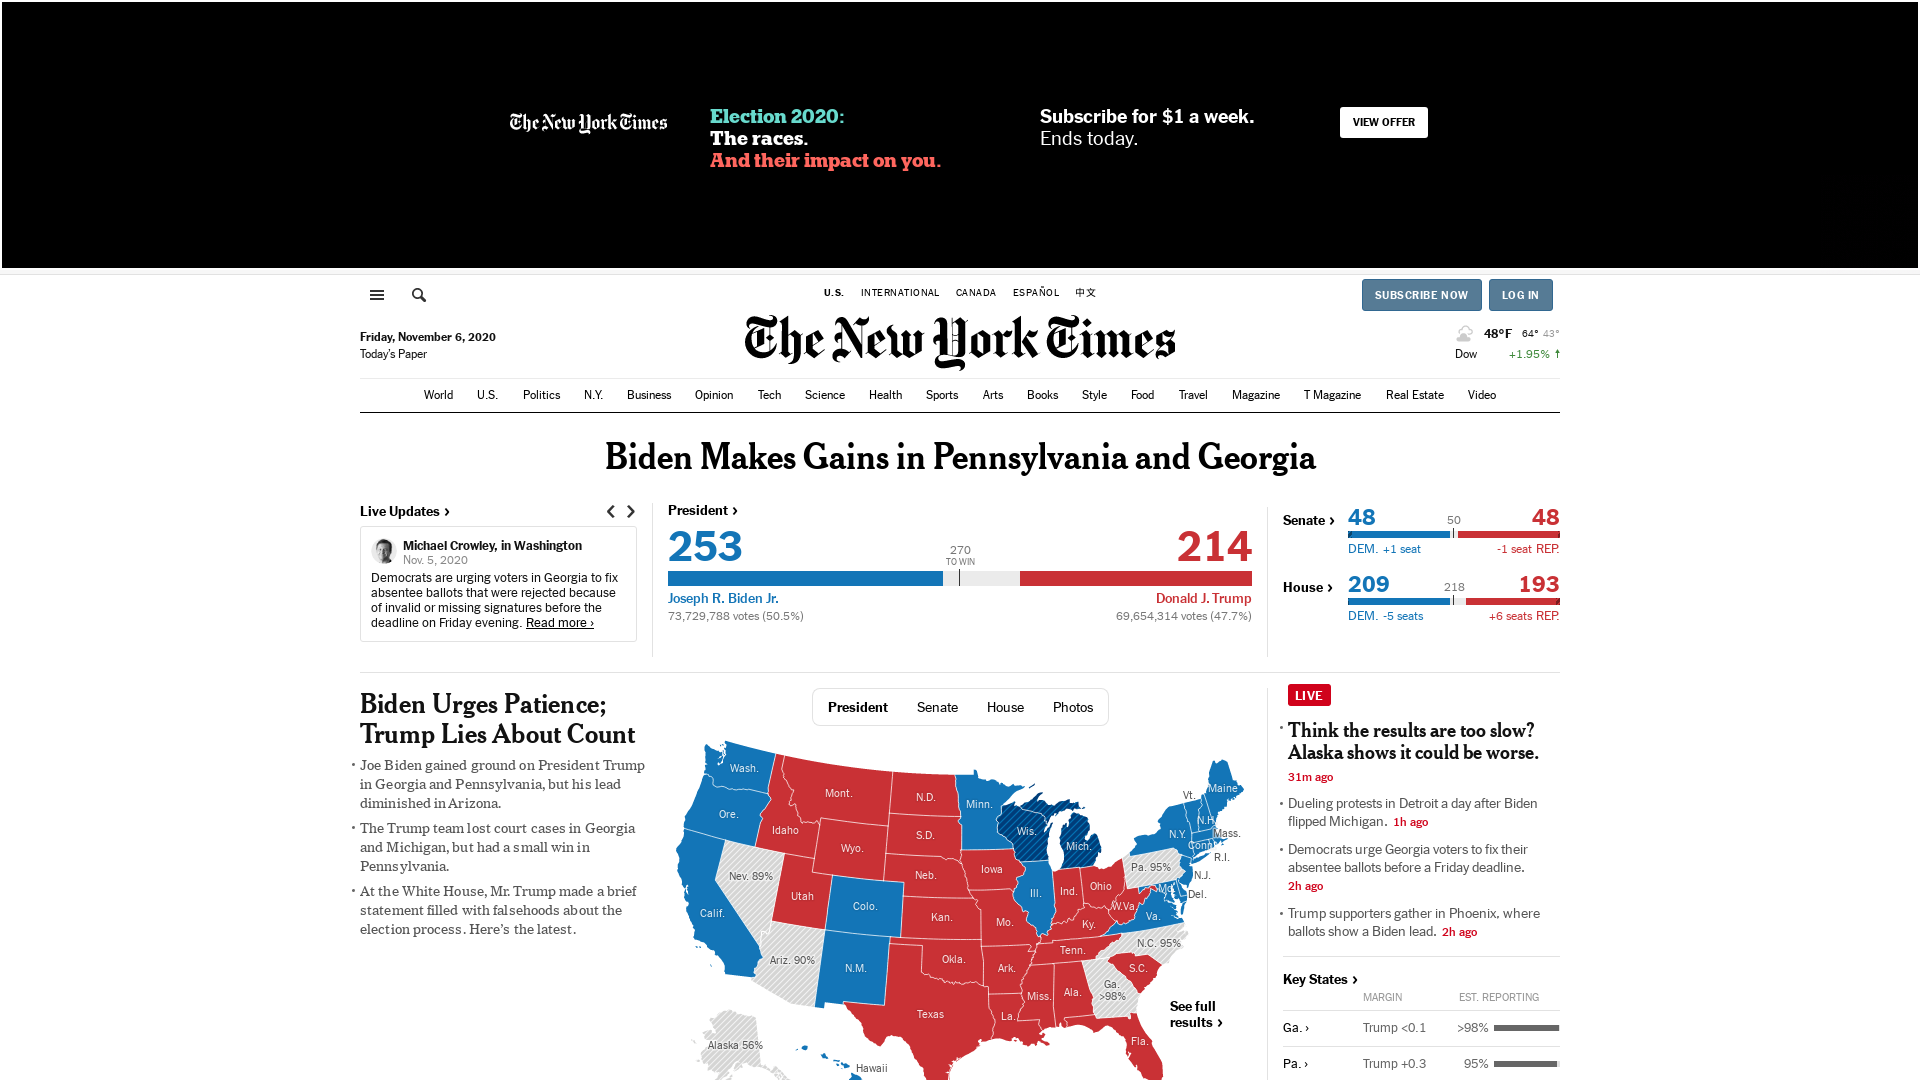 The New York Times
Election 2020:
The races.
And their impact on you.
Subscribe for $1 a week.
Ends today.
VIEW OFFER
U.S. INTERNATIONAL CANADA ESPAÑOL 中文
SUBSCRIBE NOW LOG IN
Friday, November 6, 2020
Today's Paper
The New York Times
48°F 64° 43°
Dow +1.95% ↑
World U.S. Politics N.Y. Business Opinion Tech Science Health Sports Arts Books Style Food Travel Magazine T Magazine Real Estate Video
Biden Makes Gains in Pennsylvania and Georgia
Live Updates ›
Michael Crowley, in Washington
Nov. 5, 2020
Democrats are urging voters in Georgia to fix
absentee ballots that were rejected because
of invalid or missing signatures before the
deadline on Friday evening. Read more ›
President ›
253 214
270
TO WIN
Joseph R. Biden Jr. Donald J. Trump
73,729,788 votes (50.5%) 69,654,314 votes (47.7%)
Senate › 48 50 48
DEM. +1 seat -1 seat REP.
House › 209 218 193
DEM. -5 seats +6 seats REP.
Biden Urges Patience;
Trump Lies About Count
• Joe Biden gained ground on President Trump
in Georgia and Pennsylvania, but his lead
diminished in Arizona.
• The Trump team lost court cases in Georgia
and Michigan, but had a small win in
Pennsylvania.
• At the White House, Mr. Trump made a brief
statement filled with falsehoods about the
election process. Here's the latest.
President Senate House Photos
Wash.
Mont.
N.D.
Minn.
Vt.
Maine
Ore.
Idaho
S.D.
Wis.
Mich.
N.Y.
N.H.
Mass.
Wyo.
Conn.
R.I.
Nev. 89%
Neb.
Iowa
Pa. 95%
N.J.
Utah
Colo.
Ill.
Ind.
Ohio
Md.
Del.
Calif.
Kan.
Mo.
Ky.
W.Va.
Va.
Ariz. 90%
N.M.
Okla.
Ark.
Tenn.
N.C. 95%
S.C.
Texas
La.
Miss.
Ala.
Ga.
>98%
Fla.
Alaska 56%
Hawaii
See full
results ›
LIVE
• Think the results are too slow?
Alaska shows it could be worse.
31m ago
• Dueling protests in Detroit a day after Biden
flipped Michigan. 1h ago
• Democrats urge Georgia voters to fix their
absentee ballots before a Friday deadline.
2h ago
• Trump supporters gather in Phoenix, where
ballots show a Biden lead. 2h ago
Key States ›
MARGIN EST. REPORTING
Ga. › Trump <0.1 >98%
Pa. › Trump +0.3 95%